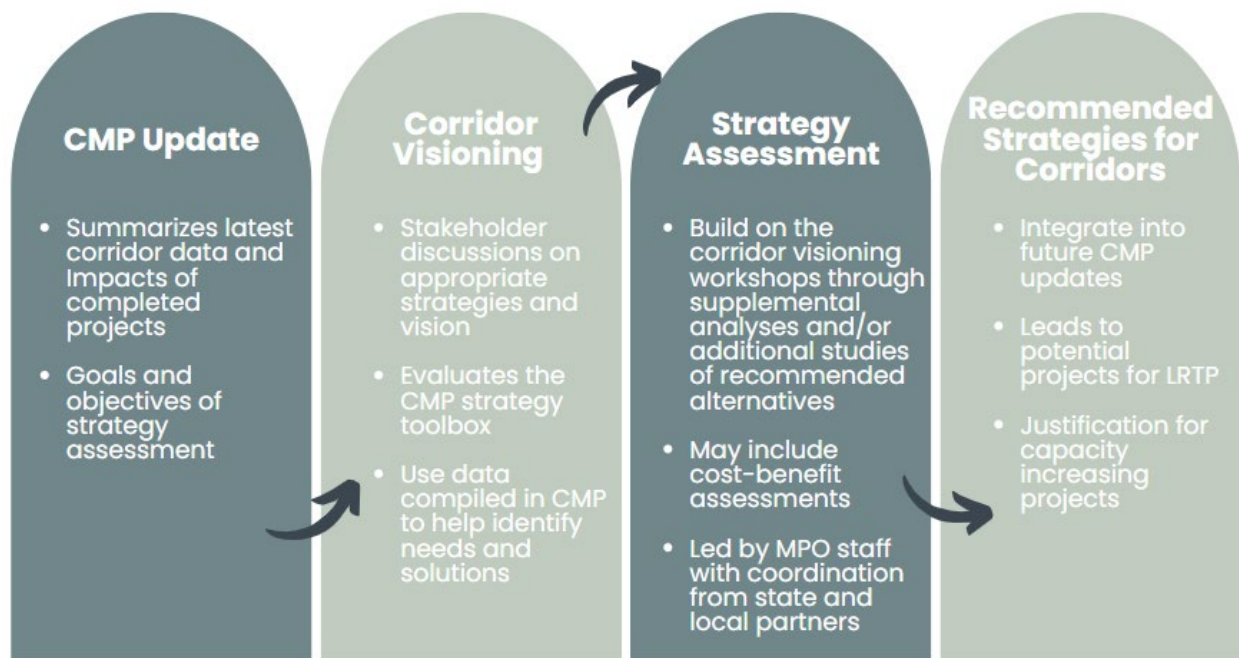 CMP Update
• Summarizes latest
corridor data and
Impacts of
completed
projects
• Goals and
objectives of
strategy
assessment
Corridor
Visioning
• Stakeholder
discussions on
appropriate
strategies and
vision
• Evaluates the
CMP strategy
toolbox
• Use data
compiled in CMP
to help identify
needs and
solutions
Strategy
Assessment
• Build on the
corridor visioning
workshops through
supplemental
analyses and/or
additional studies
of recommended
alternatives
• May include
cost-benefit
assessments
• Led by MPO staff
with coordination
from state and
local partners
Recommended
Strategies for
Corridors
• Integrate into
future CMP
updates
• Leads to
potential
projects for LRTP
• Justification for
capacity
increasing
projects